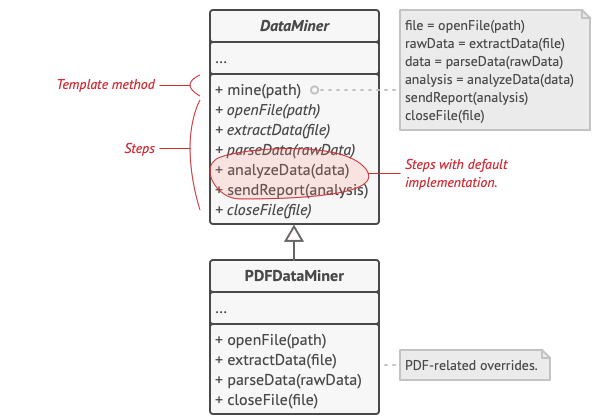 DataMiner
...
Template method
+ mine(path)
Steps
+ openFile(path)
+ extractData(file)
+ parseData(rawData)
+ analyzeData(data)
+ sendReport(analysis)
+ closeFile(file)
file = openFile(path)
rawData = extractData(file)
data = parseData(rawData)
analysis = analyzeData(data)
sendReport(analysis)
closeFile(file)
Steps with default
implementation.
PDFDataMiner
...
+ openFile(path)
+ extractData(file)
+ parseData(rawData)
+ closeFile(file)
PDF-related overrides.